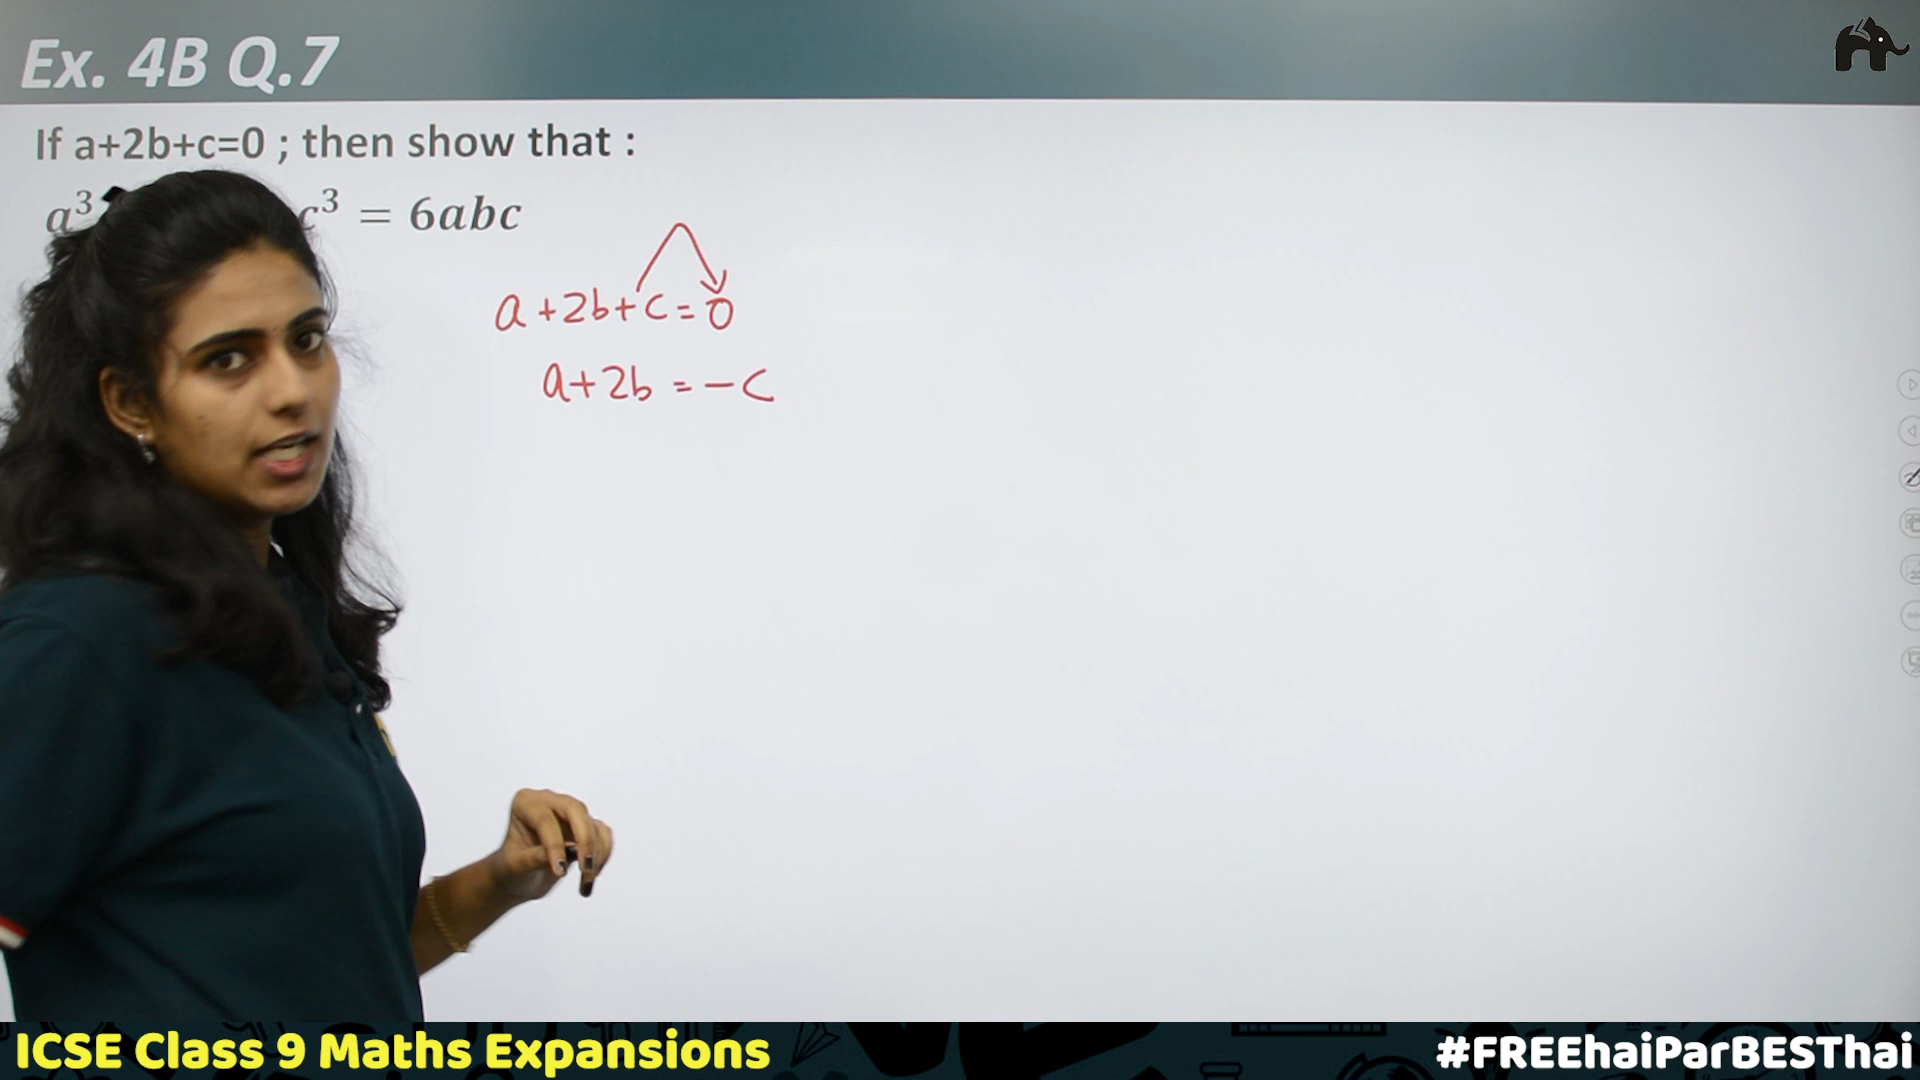 Ex. 4B Q.7
If a+2b+c=0 ; then show that :
a³ c³ = 6abc
a+2b+c=0
a+2b=-c
ICSE Class 9 Maths Expansions
#FREEhaiParBESThai